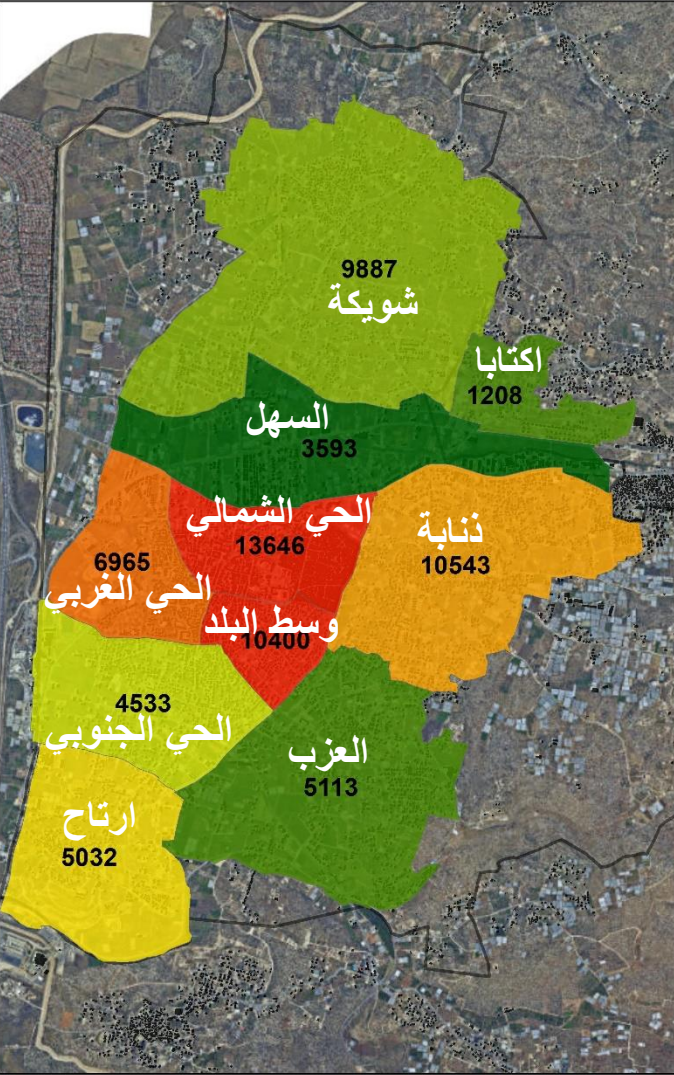 9887
شويكة
اكتابا
1208
السهل
3593
الحي الشمالي
13646
ذنابة
10543
6965
الحي الغربي
وسط البلد
10400
4533
الحي الجنوبي
العزب
5113
ارتاح
5032